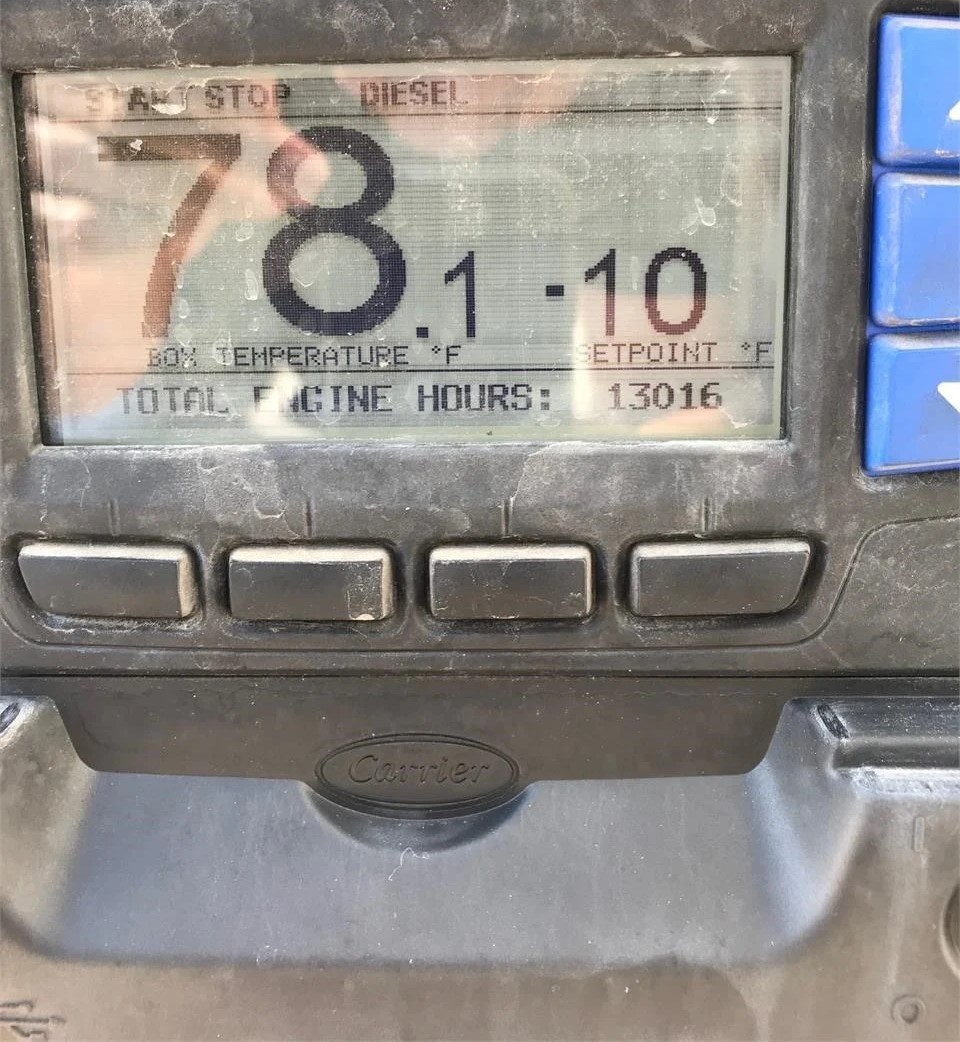 START STOP DIESEL
78.1 -10
BOX TEMPERATURE °F SETPOINT °F
TOTAL ENGINE HOURS: 13016
Carrier